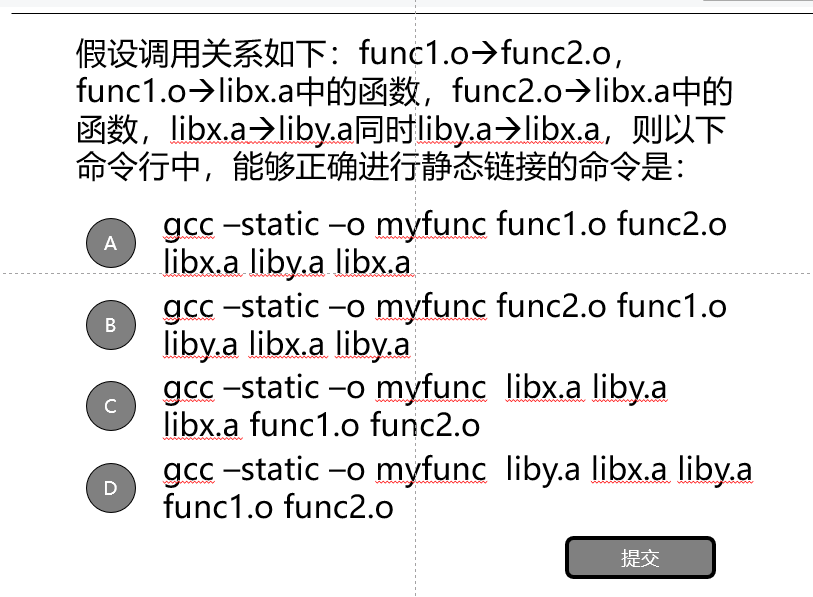 假设调用关系如下：func1.o→func2.o，
func1.o→libx.a中的函数，func2.o→libx.a中的
函数，libx.a→liby.a同时liby.a→libx.a，则以下
命令行中，能够正确进行静态链接的命令是：
A gcc –static –o myfunc func1.o func2.o
libx.a liby.a libx.a
B gcc –static –o myfunc func2.o func1.o
liby.a libx.a liby.a
C gcc –static –o myfunc libx.a liby.a
libx.a func1.o func2.o
D gcc –static –o myfunc liby.a libx.a liby.a
func1.o func2.o
提交